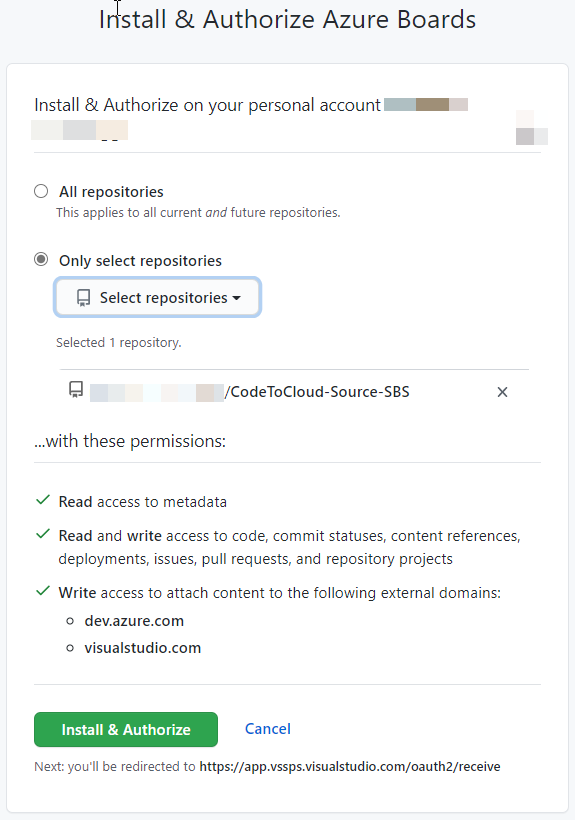 Install & Authorize Azure Boards
Install & Authorize on your personal account
All repositories
This applies to all current and future repositories.
Only select repositories
Select repositories
Selected 1 repository.
/CodeToCloud-Source-SBS
...with these permissions:
Read access to metadata
Read and write access to code, commit statuses, content references,
deployments, issues, pull requests, and repository projects
Write access to attach content to the following external domains:
dev.azure.com
visualstudio.com
Install & Authorize
Cancel
Next: you'll be redirected to https://app.vssps.visualstudio.com/oauth2/receive